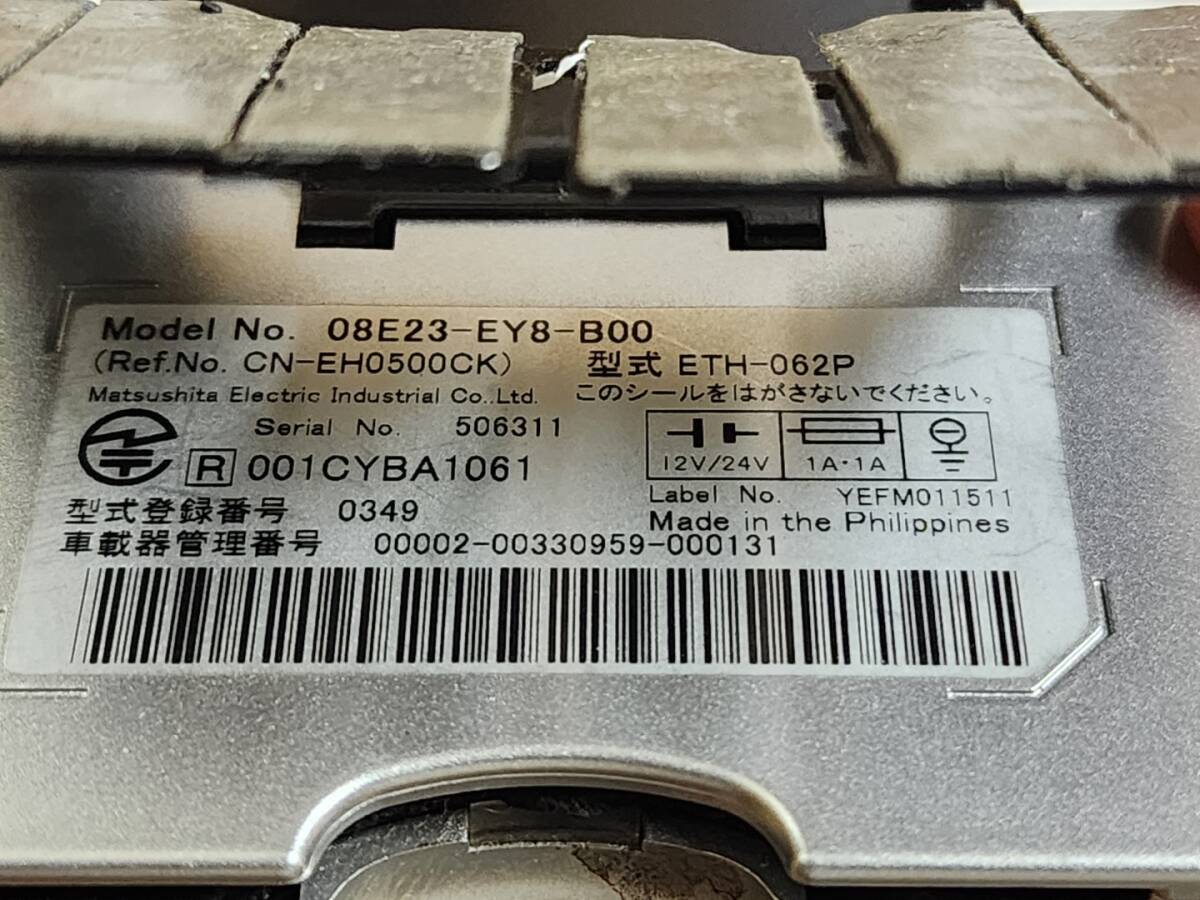 Model No. 08E23-EY8-B00
(Ref.No. CN-EH0500CK) 型式 ETH-062P
Matsushita Electric Industrial Co.,Ltd. このシールをはがさないでください。
Serial No. 506311
R 001CYBA1061
12V/24V 1A・1A
Label No. YEFM011511
型式登録番号 0349
Made in the Philippines
車載器管理番号 00002-00330959-000131